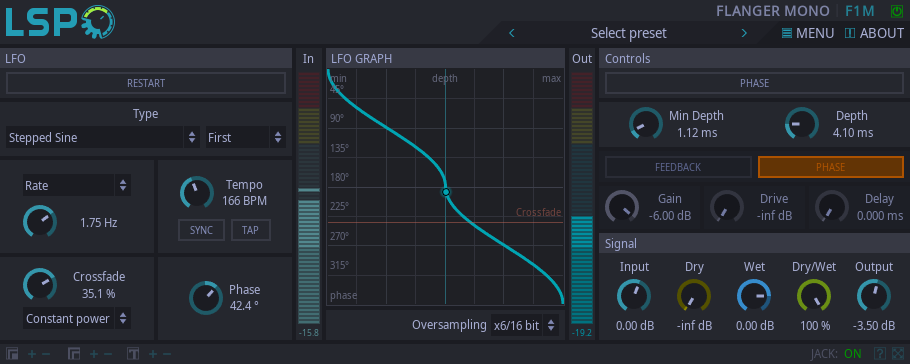 LSP
FLANGER MONO F1M
Select preset
MENU
ABOUT
LFO
RESTART
Type
Stepped Sine
First
Rate
1.75 Hz
Tempo
166 BPM
SYNC
TAP
Crossfade
35.1 %
Constant power
Phase
42.4 °
In
-15.8
LFO GRAPH
min
depth
max
45°
90°
135°
180°
225°
Crossfade
270°
315°
phase
Oversampling
x6/16 bit
Out
-19.2
Controls
PHASE
Min Depth
1.12 ms
Depth
4.10 ms
FEEDBACK
PHASE
Gain
-6.00 dB
Drive
-inf dB
Delay
0.000 ms
Signal
Input
Dry
Wet
Dry/Wet
Output
0.00 dB
-inf dB
0.00 dB
100 %
-3.50 dB
JACK: ON